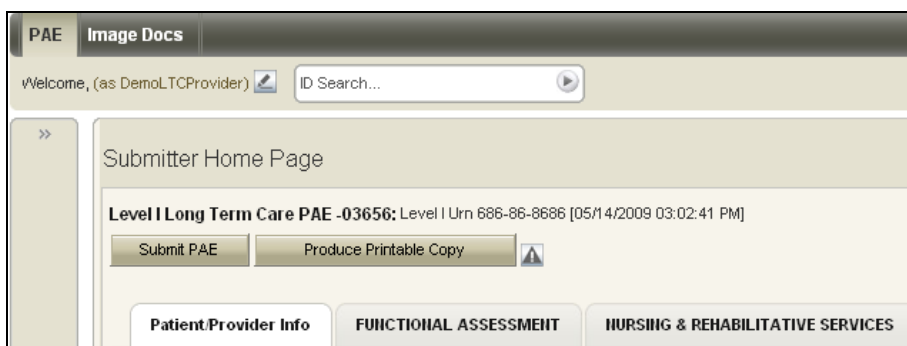 PAE Image Docs
Welcome, (as DemoLTCProvider) ID Search...
»
Submitter Home Page
Level I Long Term Care PAE -03656: Level I Urn 686-86-8686 [05/14/2009 03:02:41 PM]
Submit PAE Produce Printable Copy
Patient/Provider Info FUNCTIONAL ASSESSMENT NURSING & REHABILITATIVE SERVICES